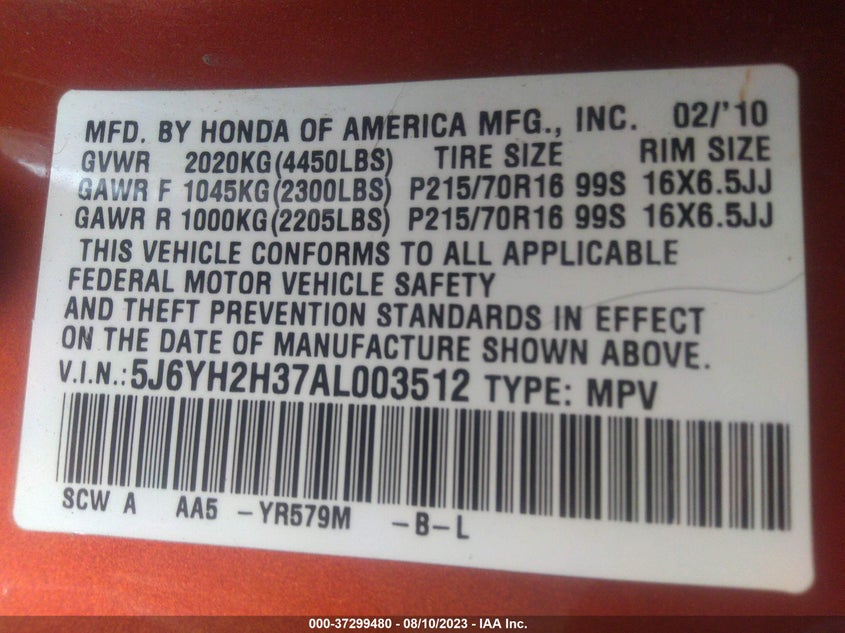 MFD. BY HONDA OF AMERICA MFG., INC. 02/'10
GVWR 2020KG(4450LBS) TIRE SIZE RIM SIZE
GAWR F 1045KG(2300LBS) P215/70R16 99S 16X6.5JJ
GAWR R 1000KG(2205LBS) P215/70R16 99S 16X6.5JJ
THIS VEHICLE CONFORMS TO ALL APPLICABLE
FEDERAL MOTOR VEHICLE SAFETY
AND THEFT PREVENTION STANDARDS IN EFFECT
ON THE DATE OF MANUFACTURE SHOWN ABOVE.
V.I.N.:5J6YH2H37AL003512 TYPE: MPV
SCW A AA5 -YR579M -B-L
000-37299480 - 08/10/2023 - IAA Inc.